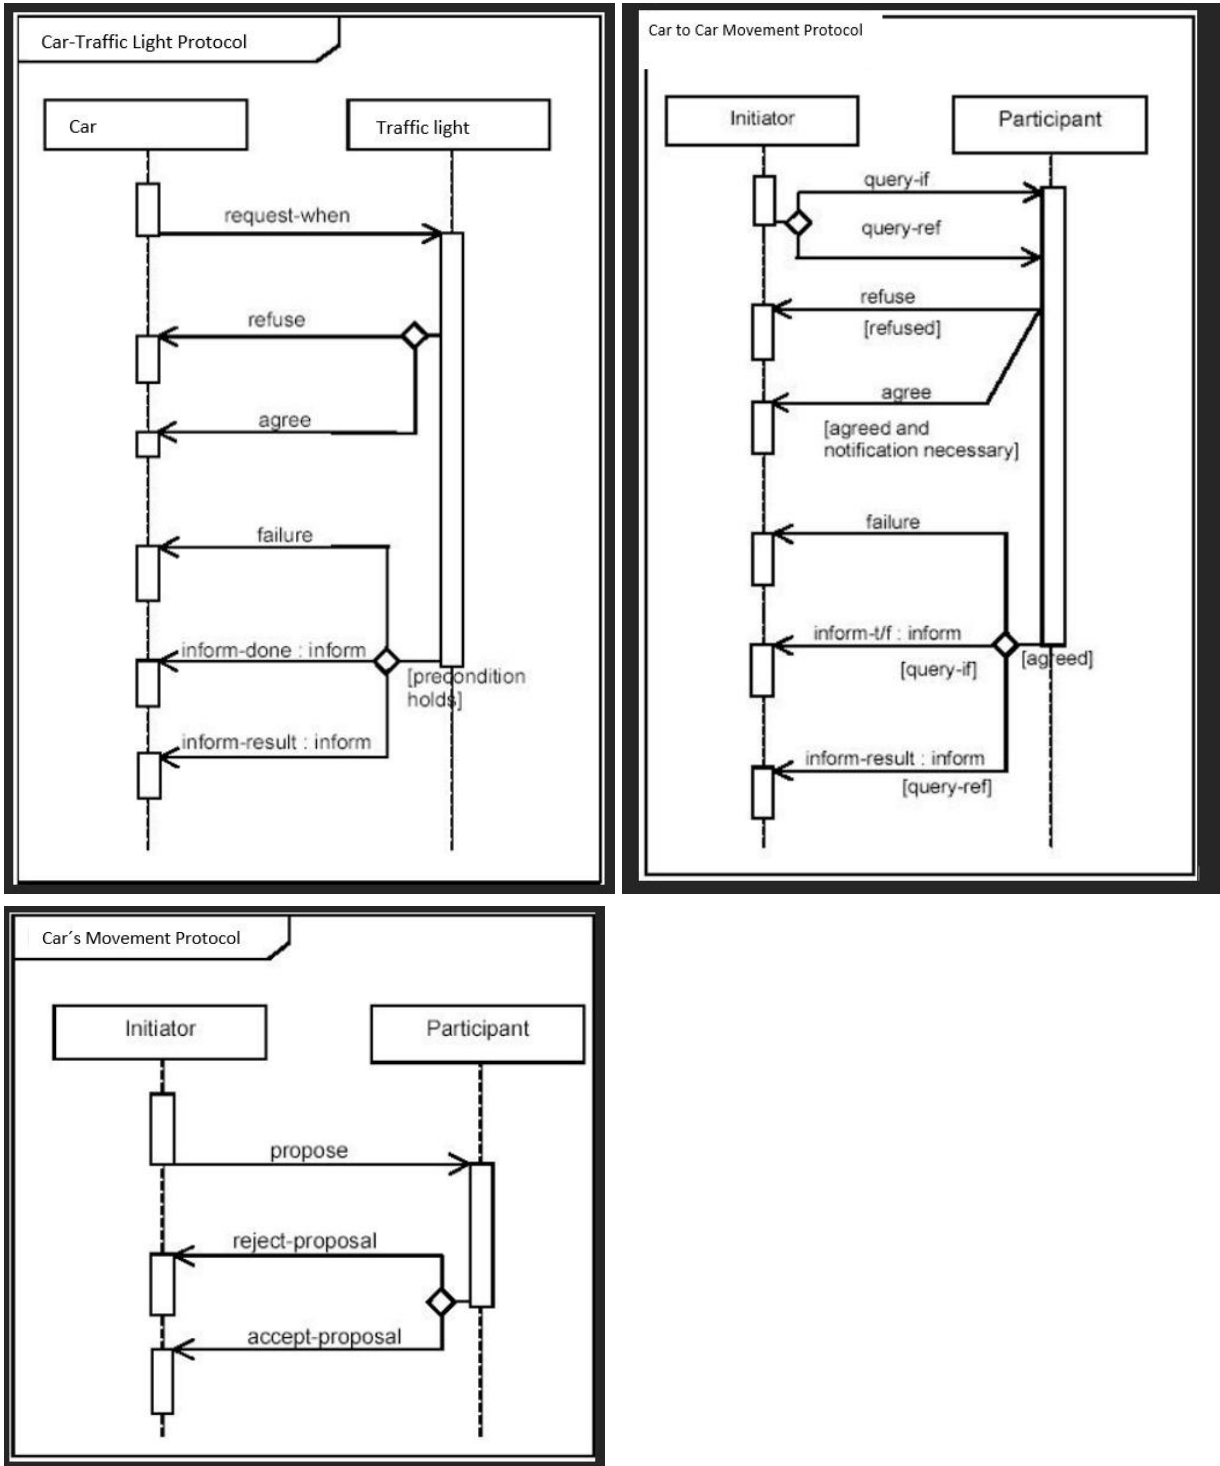 Car-Traffic Light Protocol
Car
Traffic light
request-when
refuse
agree
failure
inform-done : inform
[precondition
holds]
inform-result : inform
Car to Car Movement Protocol
Initiator
Participant
query-if
query-ref
refuse
[refused]
agree
[agreed and
notification necessary]
failure
inform-t/f : inform
[query-if]
[agreed]
inform-result : inform
[query-ref]
Car´s Movement Protocol
Initiator
Participant
propose
reject-proposal
accept-proposal